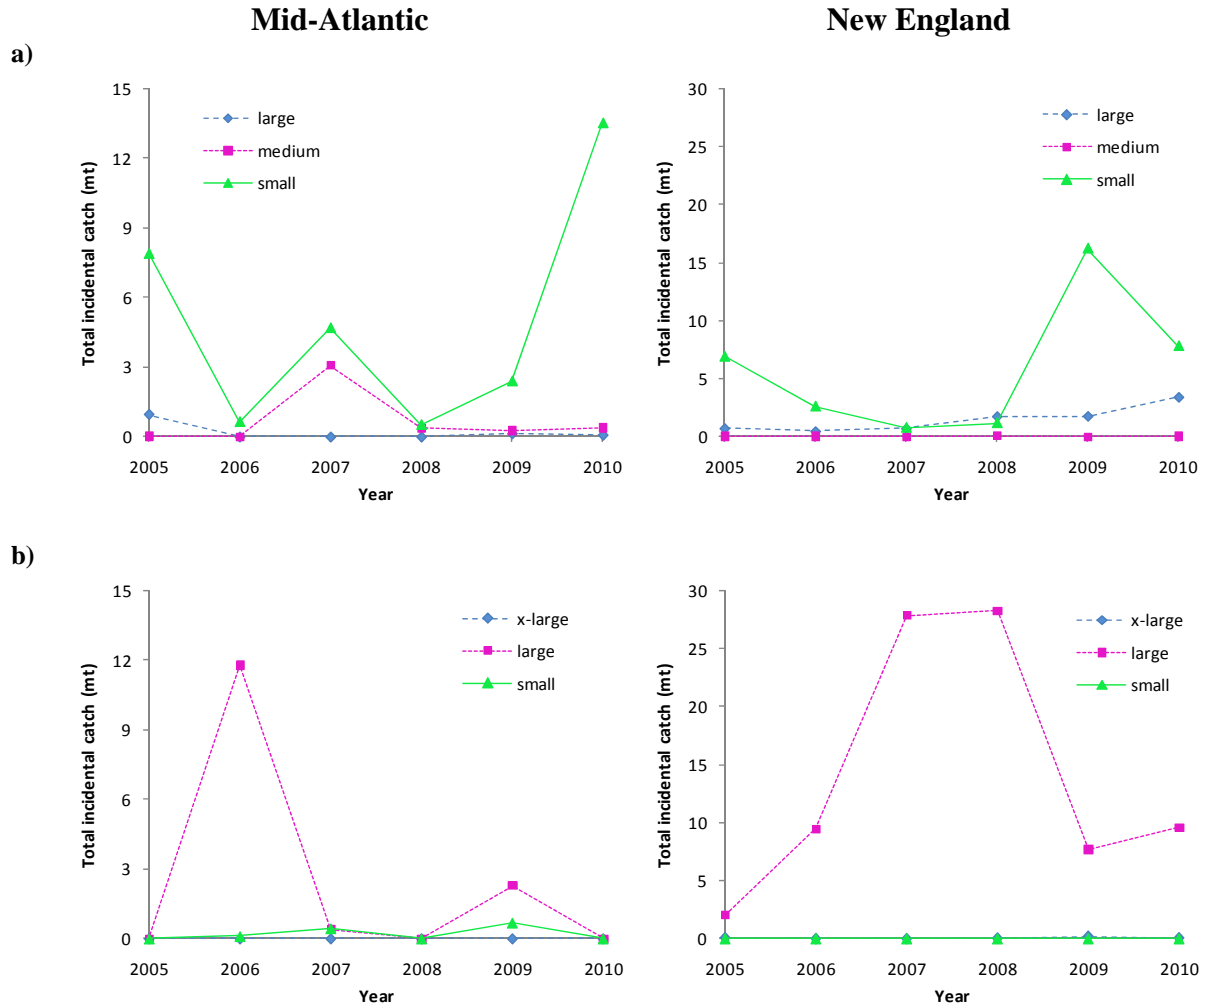 Mid-Atlantic
New England
a)
15
12
9
6
3
0
Total incidental catch (mt)
large
medium
small
2005 2006 2007 2008 2009 2010
Year
30
25
20
15
10
5
0
Total incidental catch (mt)
large
medium
small
2005 2006 2007 2008 2009 2010
Year
b)
15
12
9
6
3
0
Total incidental catch (mt)
x-large
large
small
2005 2006 2007 2008 2009 2010
Year
30
25
20
15
10
5
0
Total incidental catch (mt)
x-large
large
small
2005 2006 2007 2008 2009 2010
Year